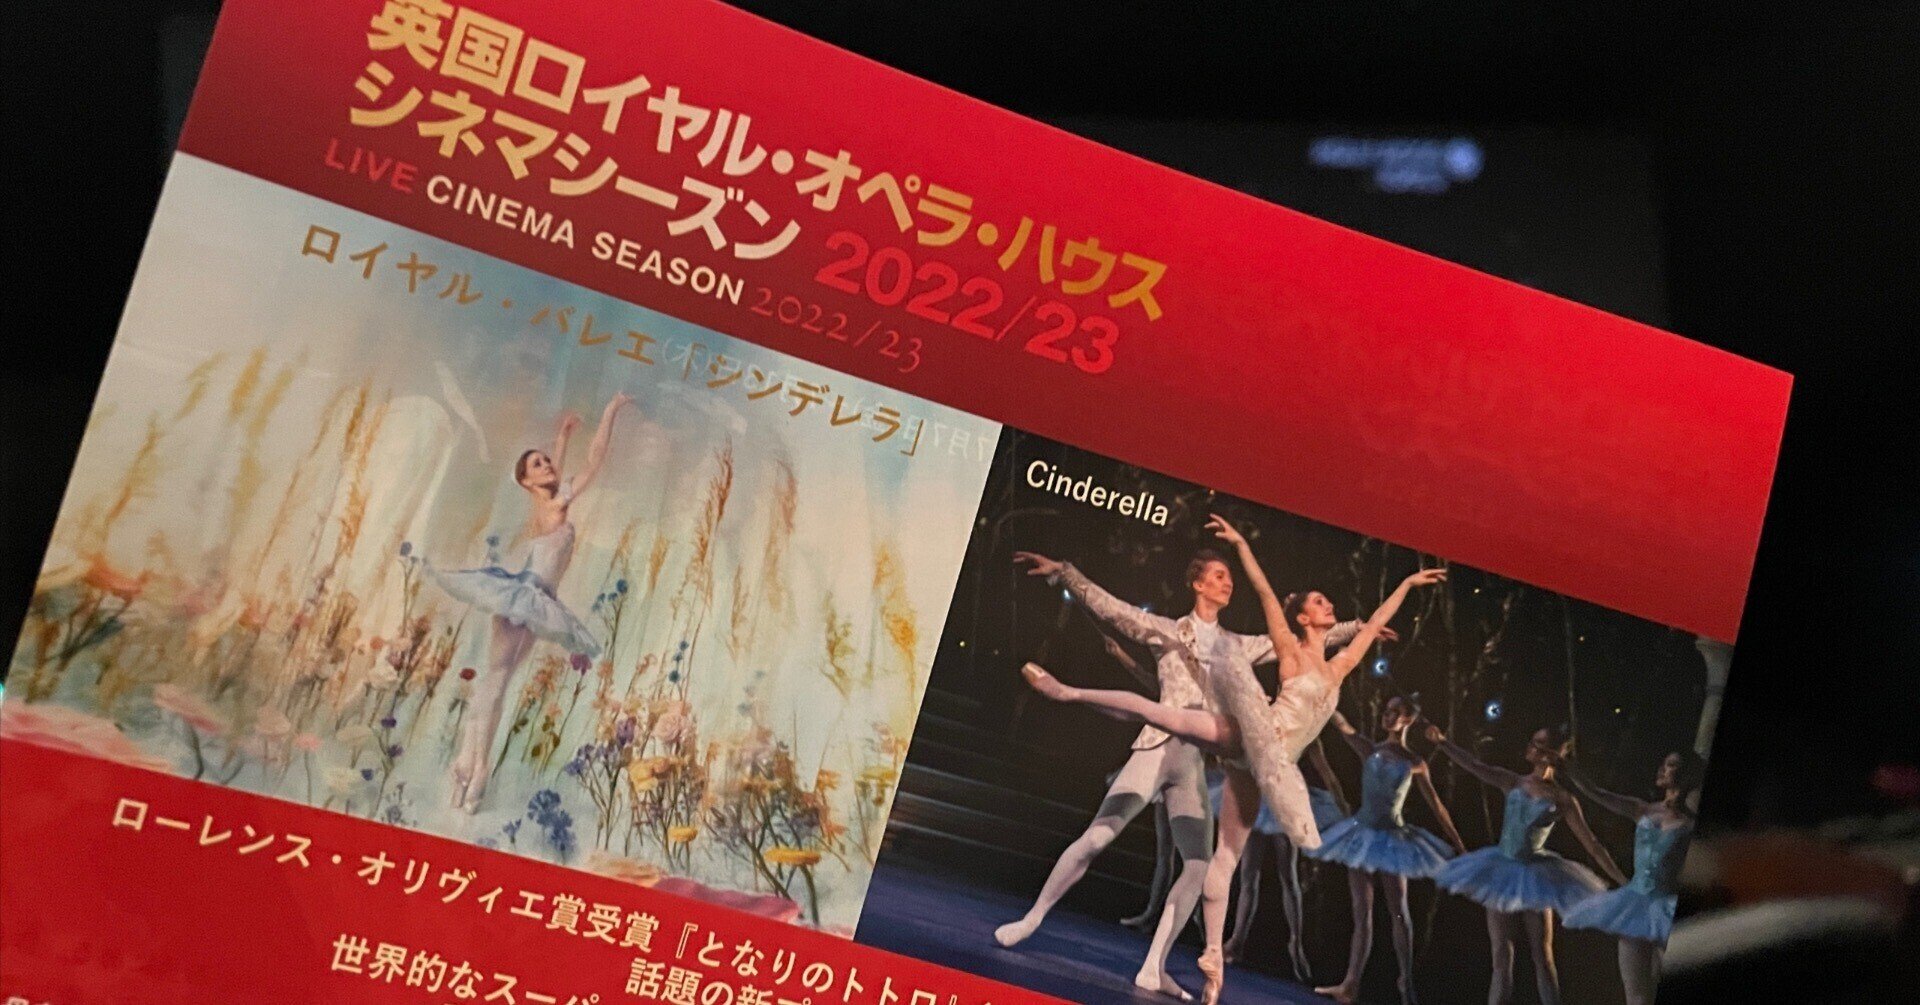 英国ロイヤル・オペラ・ハウス
シネマシーズン 2022/23
LIVE CINEMA SEASON 2022/23
ロイヤル・バレエ「シンデレラ」
Cinderella
ローレンス・オリヴィエ賞受賞『となりのトトロ』
話題の新プ
世界的なスーパ